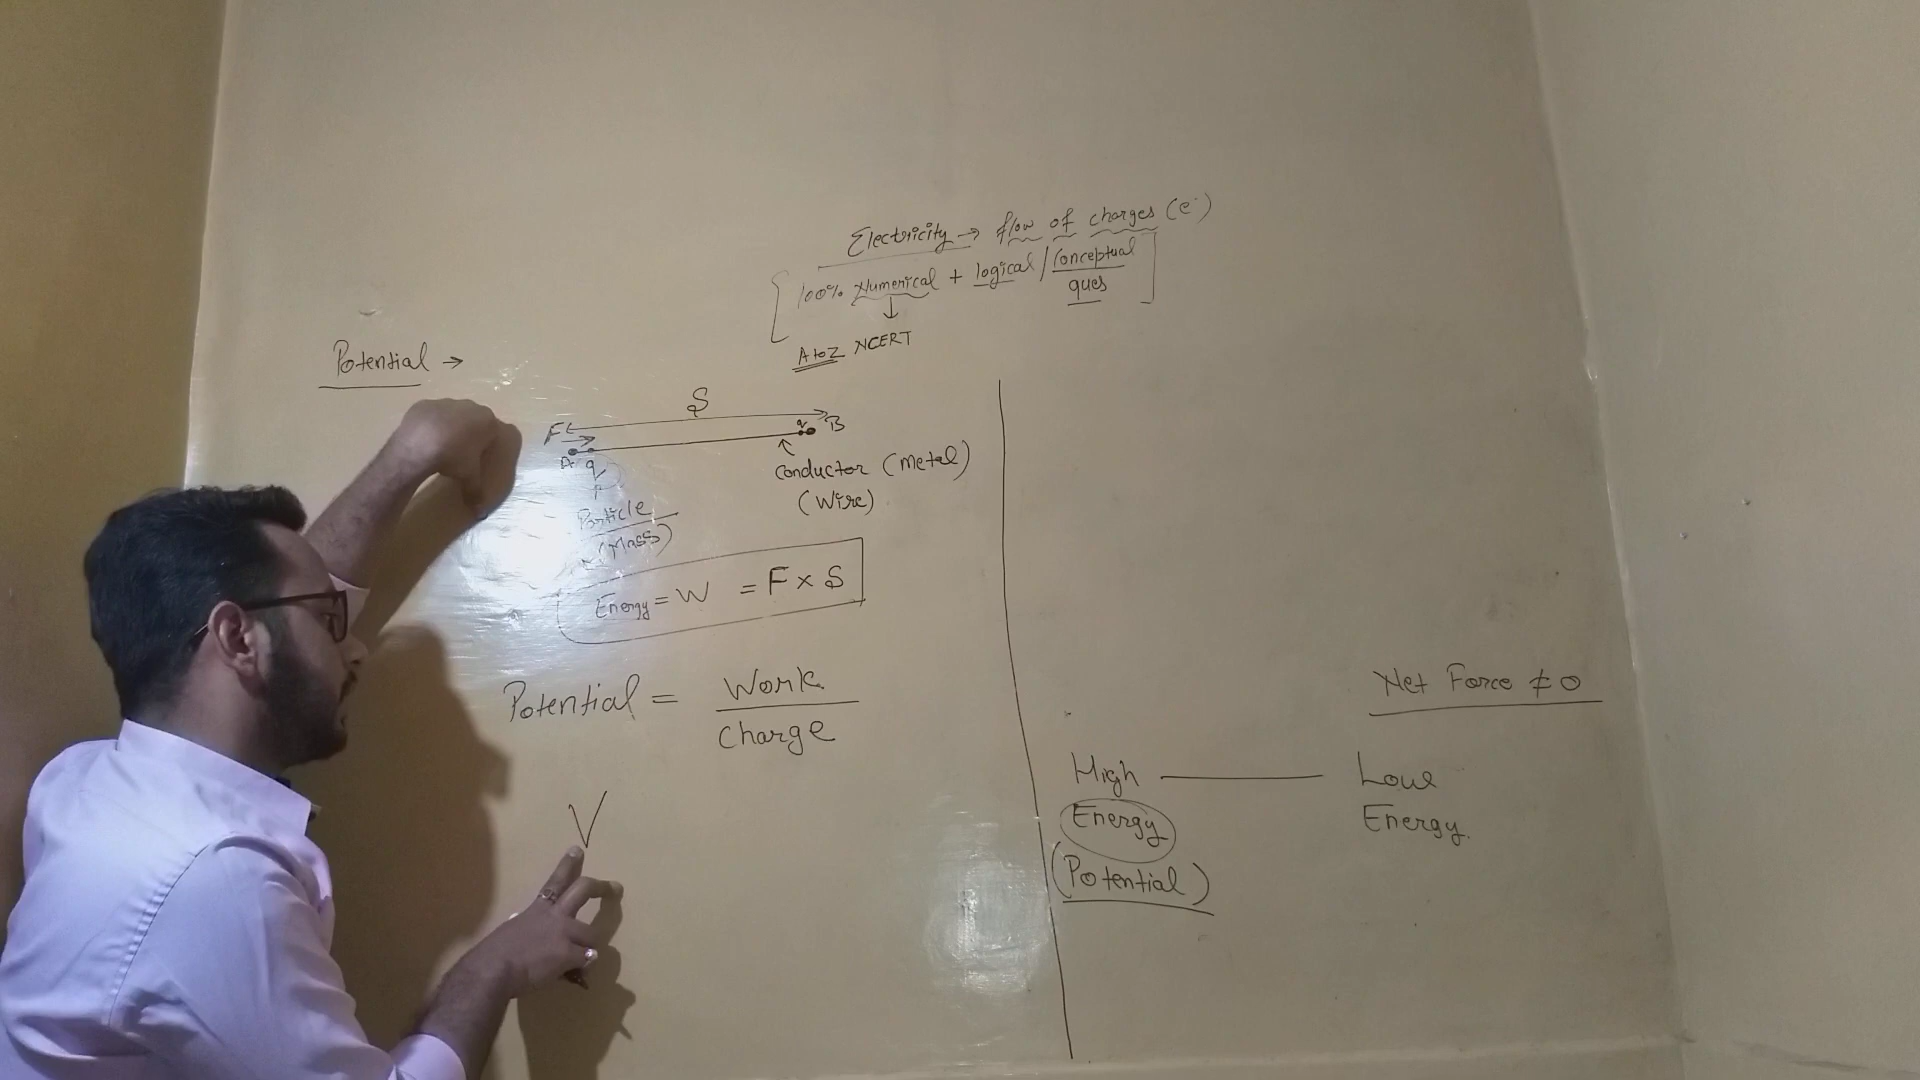 Electricity → flow of charges (e⁻)
[100% Numerical + logical / Conceptual
ques]
↓
A to Z NCERT
Potential →
S
F
A
q
q
B
Conductor (Metal)
(Wire)
Particle
(Mass)
Energy = W = F × S
Potential = Work
Charge
V
Net Force ≠ 0
High
Low
Energy
Energy.
(Potential)